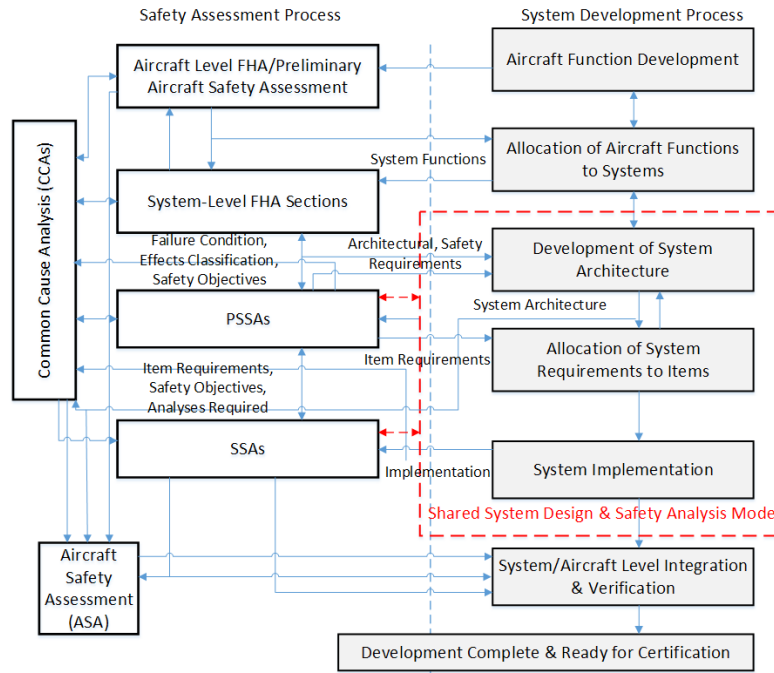 Safety Assessment Process
System Development Process
Aircraft Level FHA/Preliminary
Aircraft Safety Assessment
Aircraft Function Development
Common Cause Analysis (CCAs)
System Functions
Allocation of Aircraft Functions
to Systems
System-Level FHA Sections
Failure Condition,
Effects Classification,
Safety Objectives
Architectural, Safety
Requirements
Development of System
Architecture
System Architecture
PSSAs
Item Requirements
Allocation of System
Requirements to Items
Item Requirements,
Safety Objectives,
Analyses Required
SSAs
Implementation
System Implementation
Shared System Design & Safety Analysis Mode
Aircraft
Safety
Assessment
(ASA)
System/Aircraft Level Integration
& Verification
Development Complete & Ready for Certification